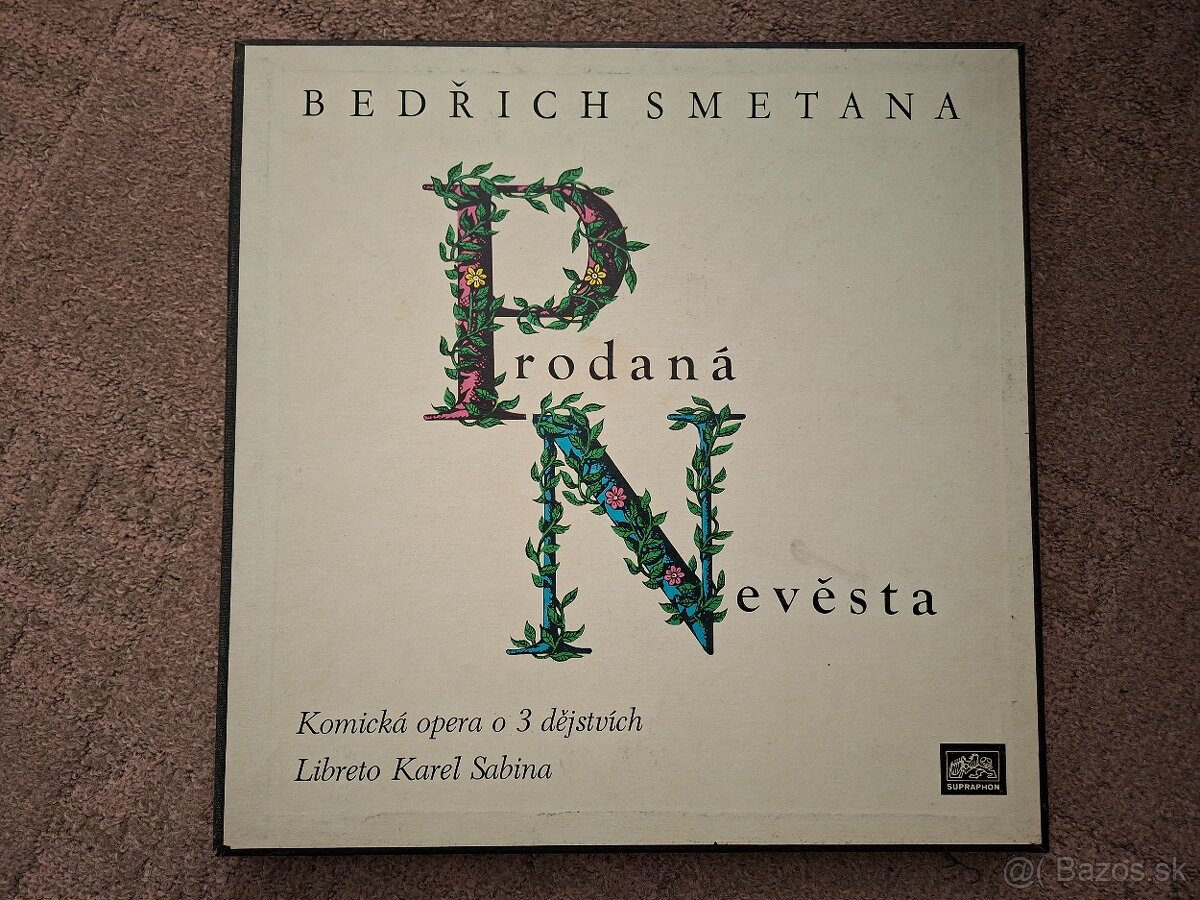 BEDŘICH SMETANA
Prodaná
Nevěsta
Komická opera o 3 dějstvích
Libreto Karel Sabina
SUPRAPHON
@( Bazos.sk